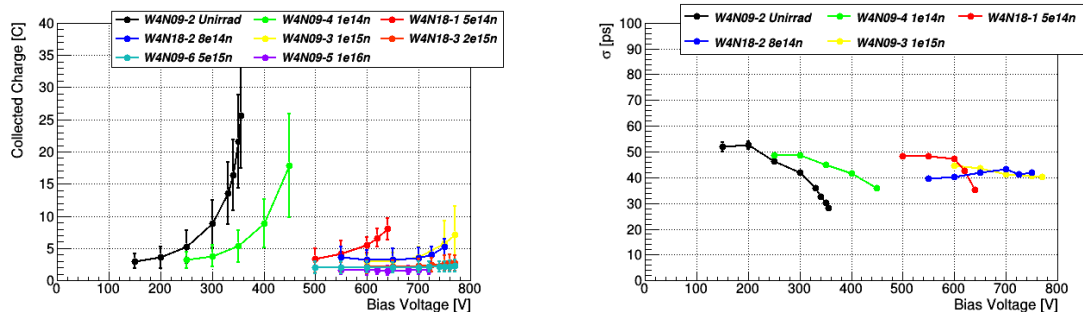 W4N09-2 Unirrad W4N09-4 1e14n W4N18-1 5e14n
W4N18-2 8e14n W4N09-3 1e15n W4N18-3 2e15n
W4N09-6 5e15n W4N09-5 1e16n
Collected Charge [C]
40
35
30
25
20
15
10
5
0
0 100 200 300 400 500 600 700 800
Bias Voltage [V]
W4N09-2 Unirrad W4N09-4 1e14n W4N18-1 5e14n
W4N18-2 8e14n W4N09-3 1e15n
σ [ps]
100
90
80
70
60
50
40
30
20
10
0
0 100 200 300 400 500 600 700 800
Bias Voltage [V]